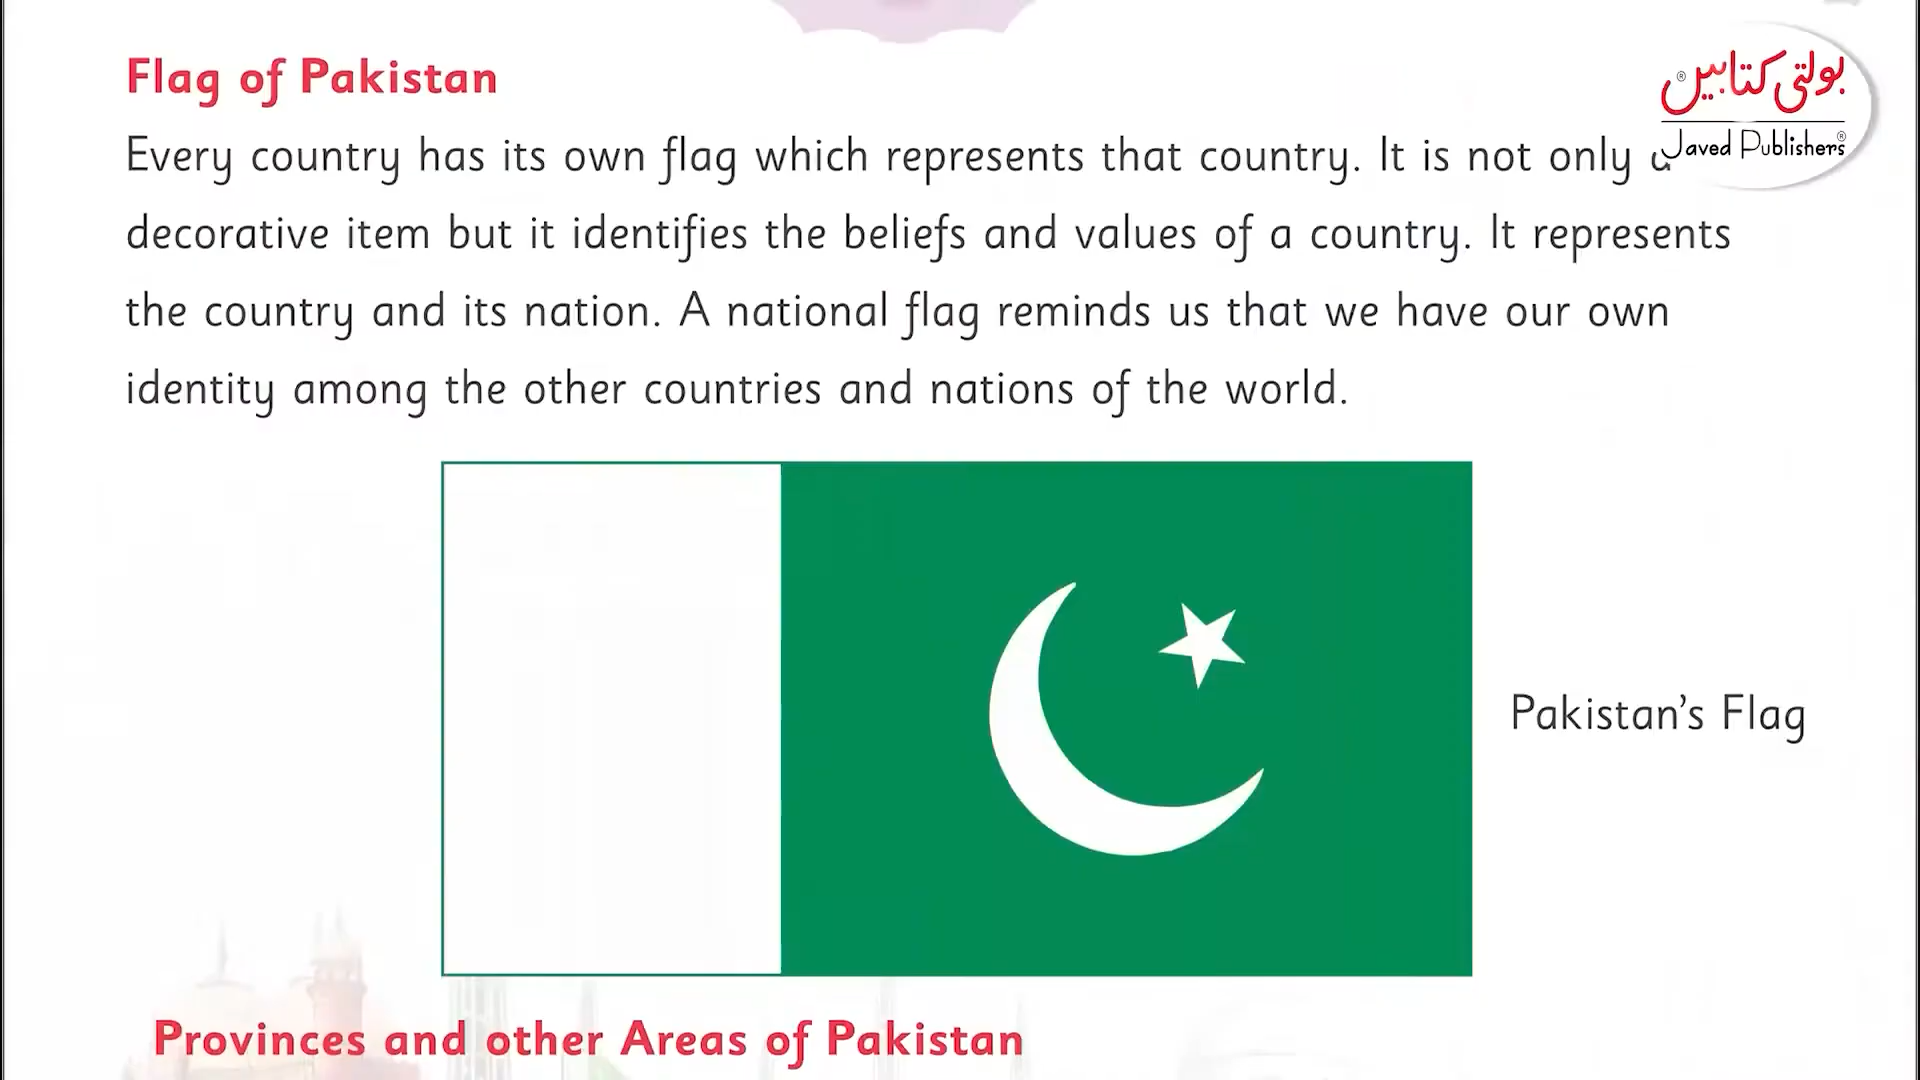 Flag of Pakistan
بولتی کتابیں®
Javed Publishers®
Every country has its own flag which represents that country. It is not only a
decorative item but it identifies the beliefs and values of a country. It represents
the country and its nation. A national flag reminds us that we have our own
identity among the other countries and nations of the world.
Pakistan's Flag
Provinces and other Areas of Pakistan